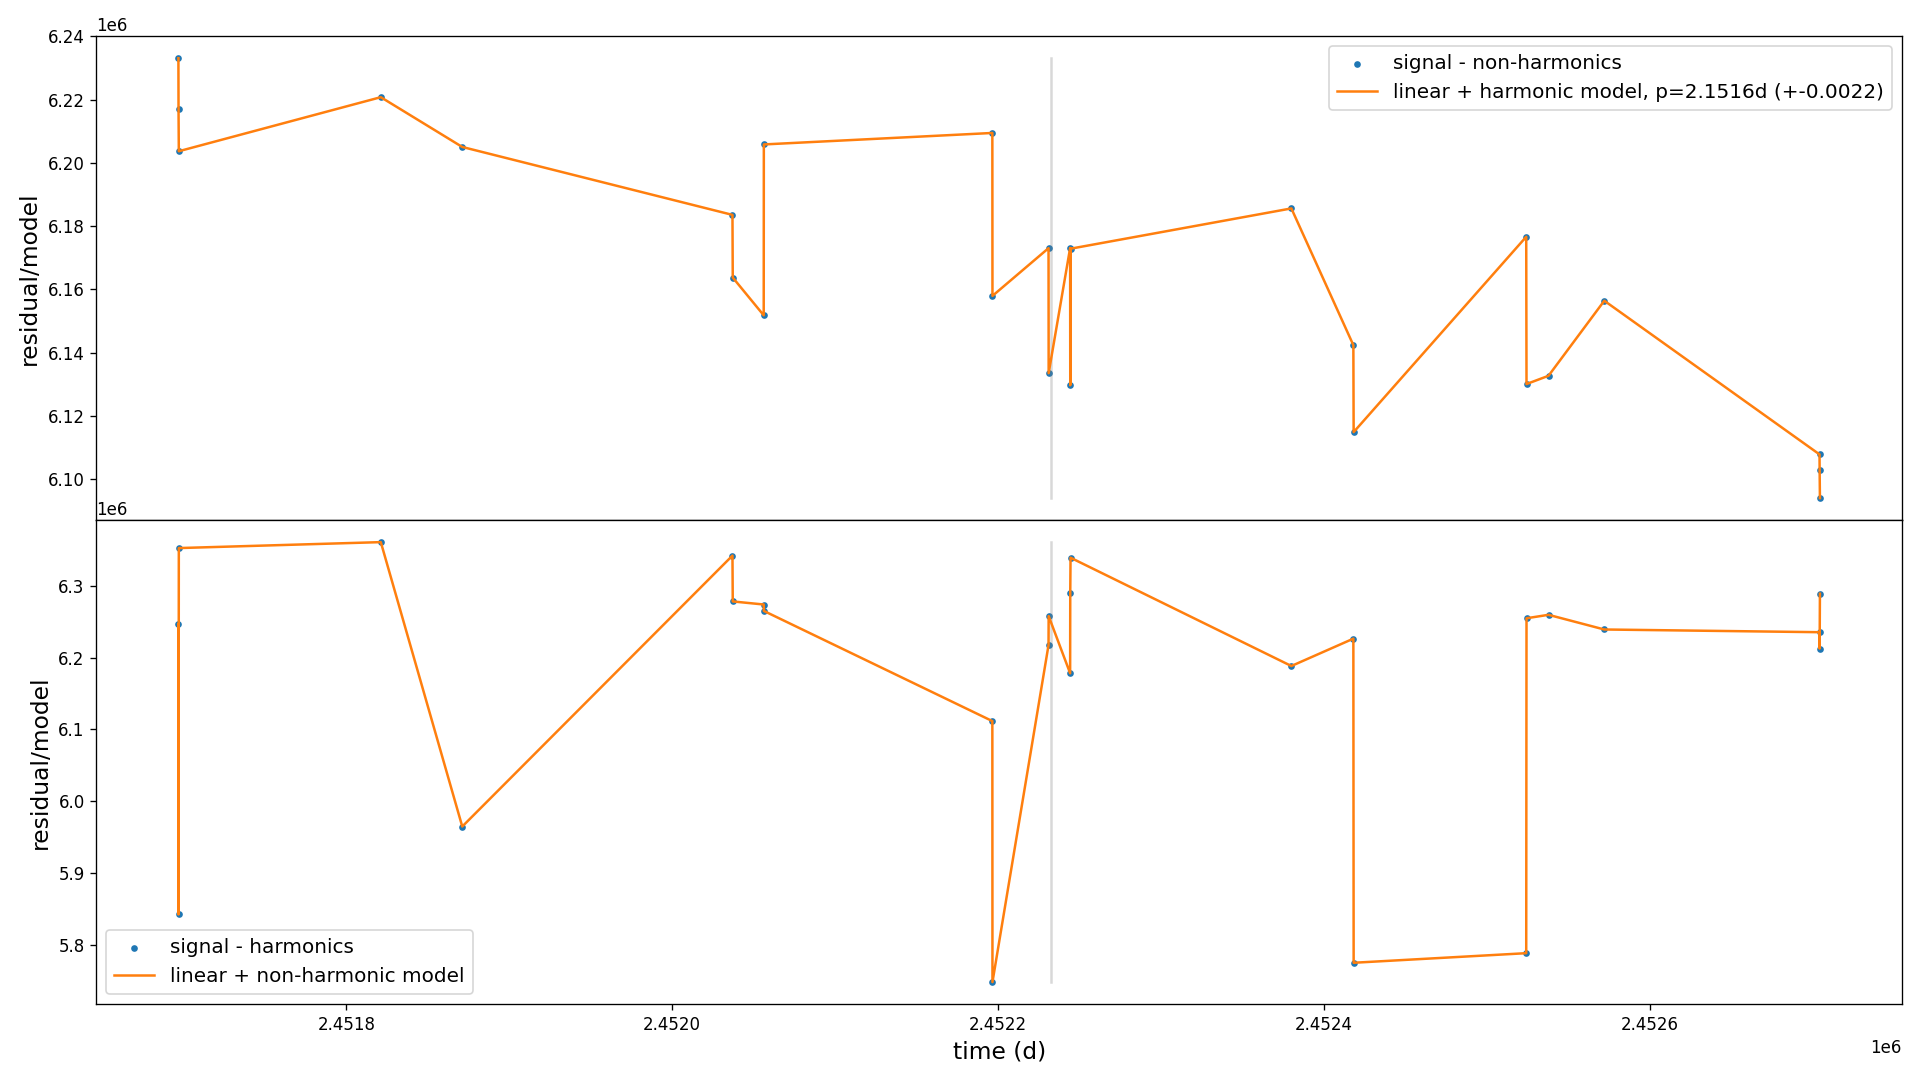 1e6
6.24
6.22
6.20
6.18
6.16
6.14
6.12
6.10
residual/model
signal - non-harmonics
linear + harmonic model, p=2.1516d (+-0.0022)
1e6
6.3
6.2
6.1
6.0
5.9
5.8
residual/model
signal - harmonics
linear + non-harmonic model
2.4518
2.4520
2.4522
2.4524
2.4526
time (d)
1e6